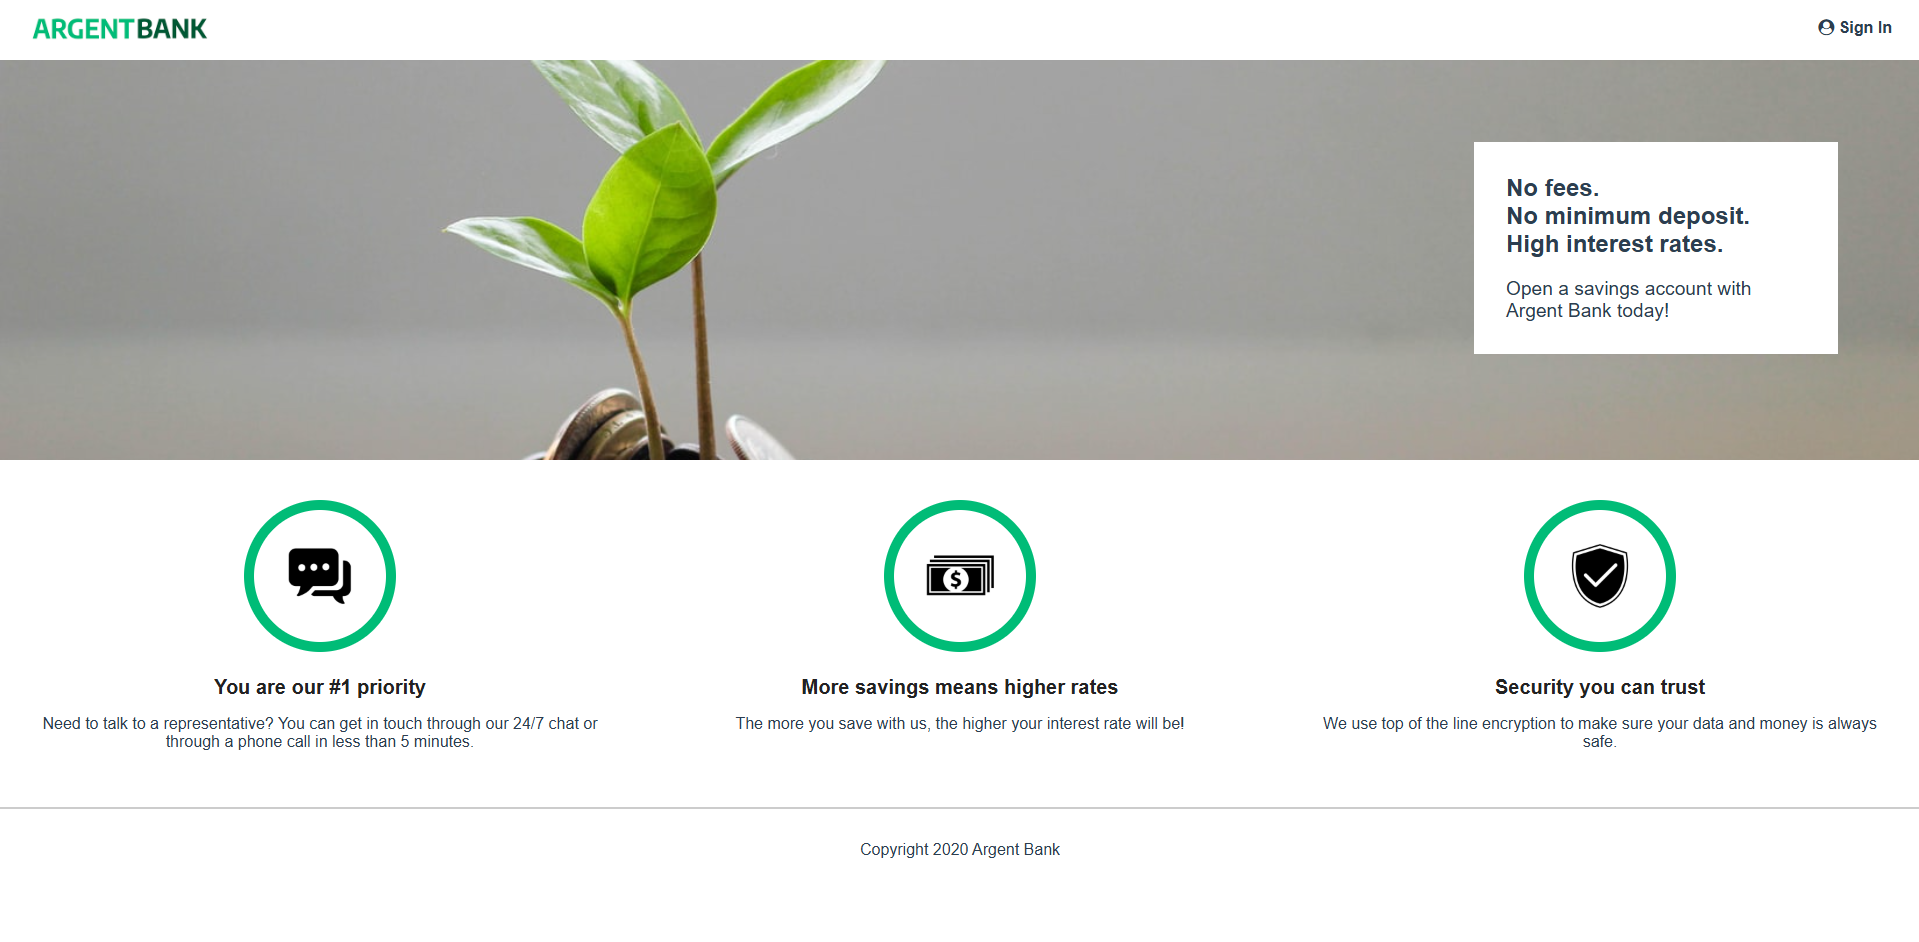 ARGENTBANK
Sign In
No fees.
No minimum deposit.
High interest rates.
Open a savings account with
Argent Bank today!
You are our #1 priority
Need to talk to a representative? You can get in touch through our 24/7 chat or
through a phone call in less than 5 minutes.
More savings means higher rates
The more you save with us, the higher your interest rate will be!
Security you can trust
We use top of the line encryption to make sure your data and money is always
safe.
Copyright 2020 Argent Bank